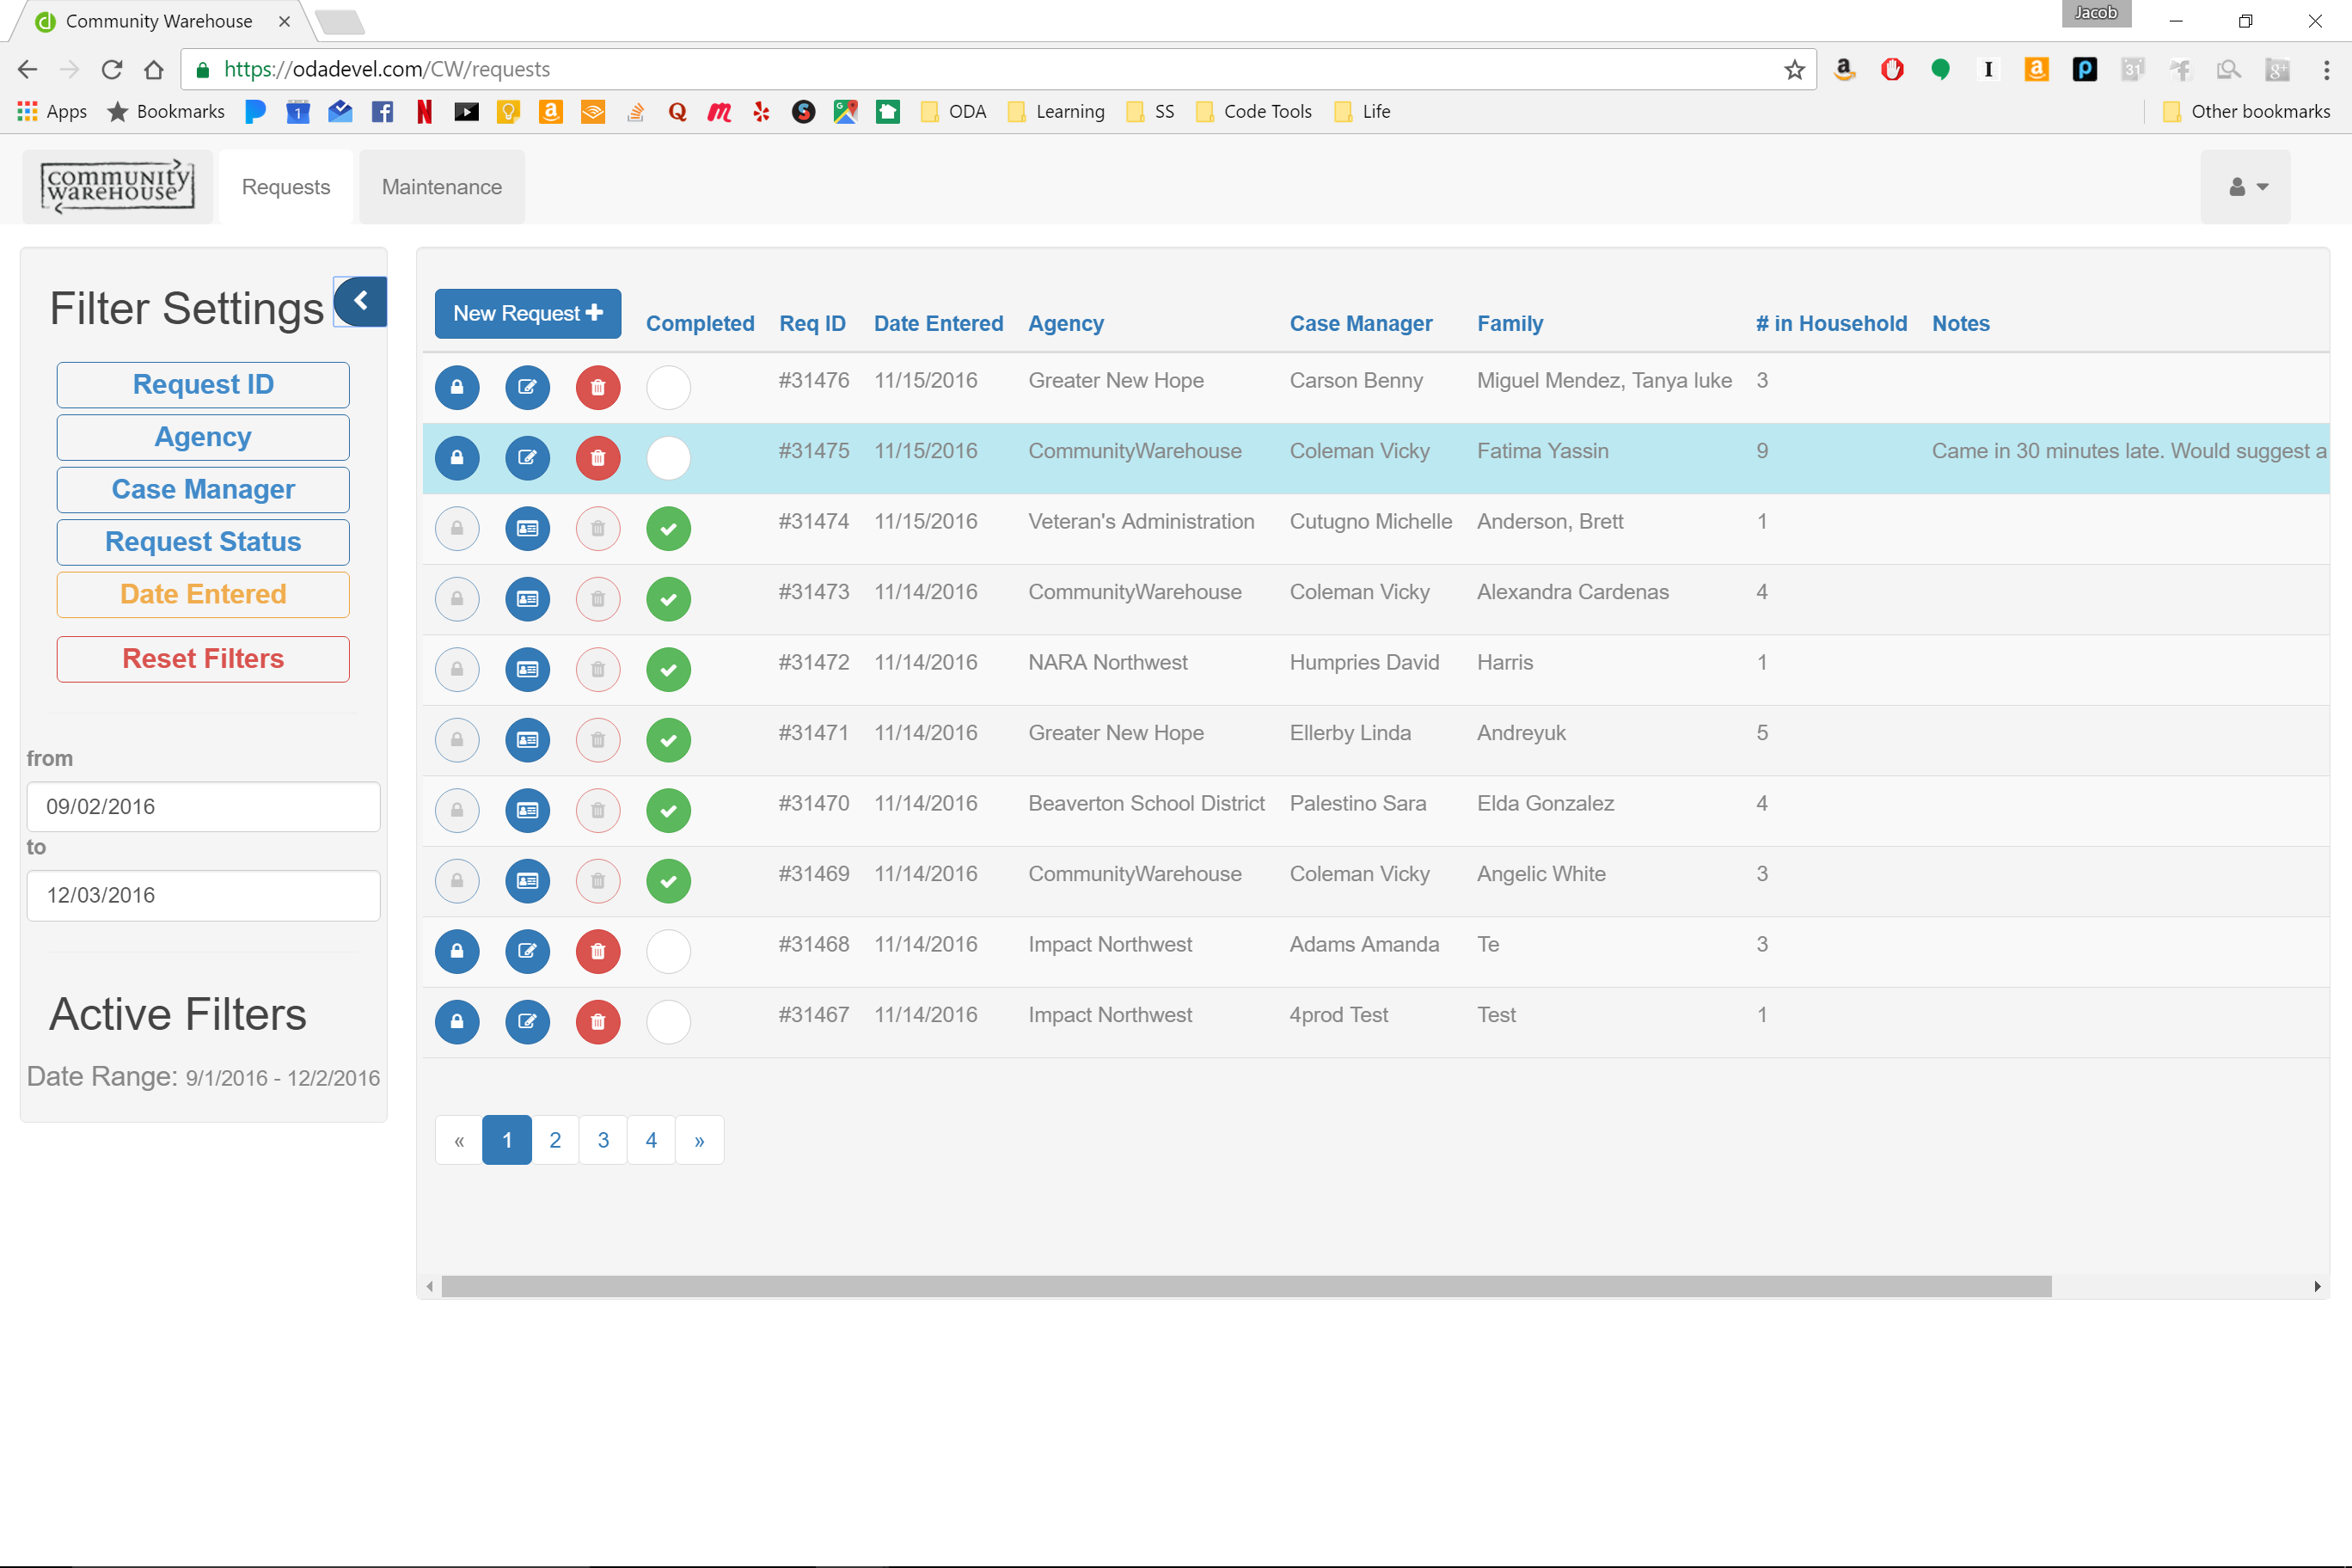 Community Warehouse
Jacob
https://odadevel.com/CW/requests
Apps Bookmarks ODA Learning SS Code Tools Life Other bookmarks
community
WAREHOUSE
Requests Maintenance
Filter Settings
Request ID
Agency
Case Manager
Request Status
Date Entered
Reset Filters
from
09/02/2016
to
12/03/2016
Active Filters
Date Range: 9/1/2016 - 12/2/2016
New Request Completed Req ID Date Entered Agency Case Manager Family # in Household Notes
#31476 11/15/2016 Greater New Hope Carson Benny Miguel Mendez, Tanya luke 3
#31475 11/15/2016 CommunityWarehouse Coleman Vicky Fatima Yassin 9 Came in 30 minutes late. Would suggest a
#31474 11/15/2016 Veteran's Administration Cutugno Michelle Anderson, Brett 1
#31473 11/14/2016 CommunityWarehouse Coleman Vicky Alexandra Cardenas 4
#31472 11/14/2016 NARA Northwest Humpries David Harris 1
#31471 11/14/2016 Greater New Hope Ellerby Linda Andreyuk 5
#31470 11/14/2016 Beaverton School District Palestino Sara Elda Gonzalez 4
#31469 11/14/2016 CommunityWarehouse Coleman Vicky Angelic White 3
#31468 11/14/2016 Impact Northwest Adams Amanda Te 3
#31467 11/14/2016 Impact Northwest 4prod Test Test 1
« 1 2 3 4 »